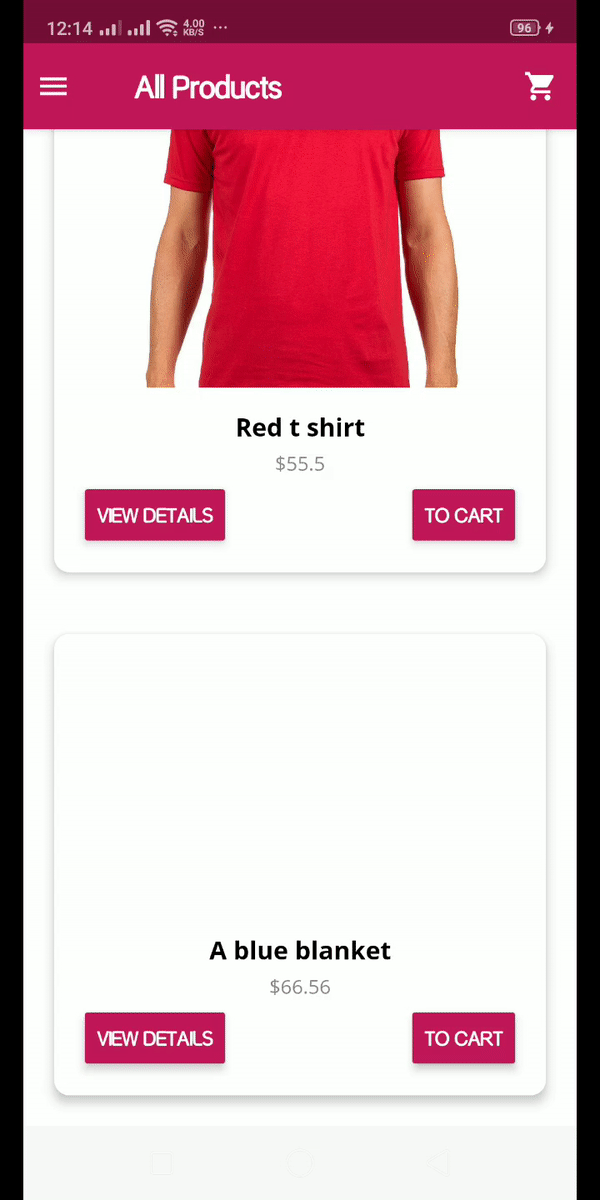 12:14 4.00 KB/S ... 96
All Products
Red t shirt
$55.5
VIEW DETAILS TO CART
A blue blanket
$66.56
VIEW DETAILS TO CART